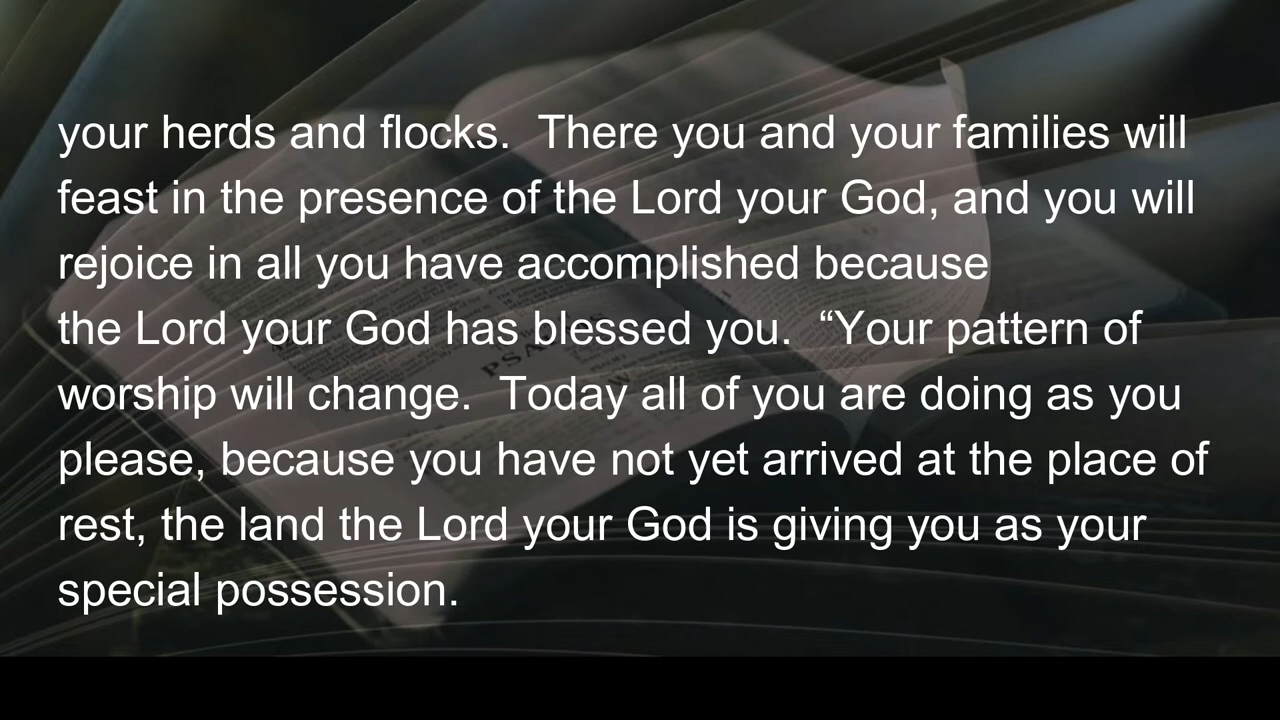 your herds and flocks.  There you and your families will
feast in the presence of the Lord your God, and you will
rejoice in all you have accomplished because
the Lord your God has blessed you.  “Your pattern of
worship will change.  Today all of you are doing as you
please, because you have not yet arrived at the place of
rest, the land the Lord your God is giving you as your
special possession.
PSALMS